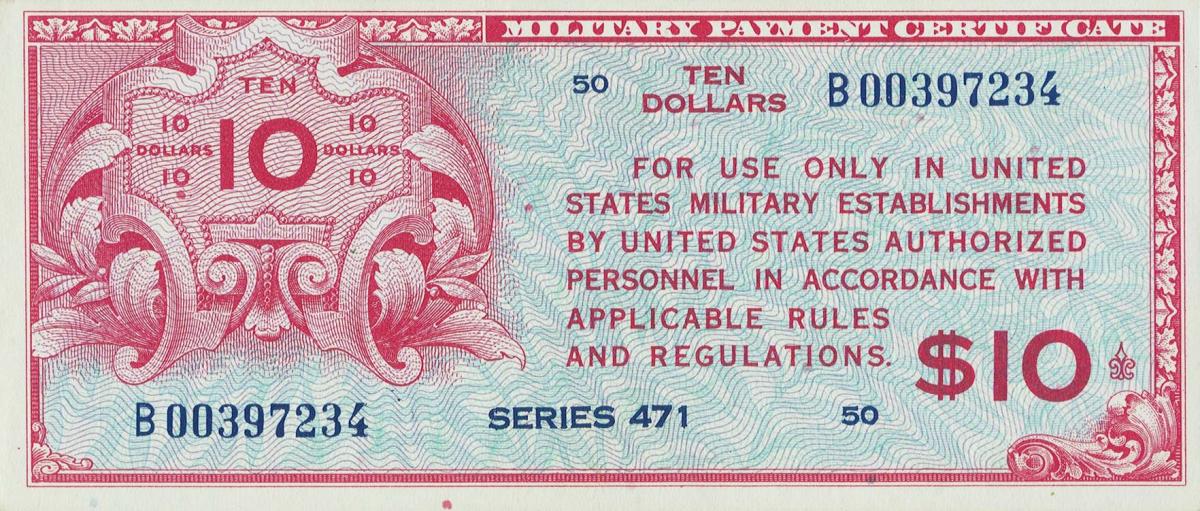 MILITARY PAYMENT CERTIFICATE
TEN
10 10
DOLLARS 10 DOLLARS
10 10
50 TEN DOLLARS B00397234
FOR USE ONLY IN UNITED
STATES MILITARY ESTABLISHMENTS
BY UNITED STATES AUTHORIZED
PERSONNEL IN ACCORDANCE WITH
APPLICABLE RULES
AND REGULATIONS.
$10
B00397234 SERIES 471 50